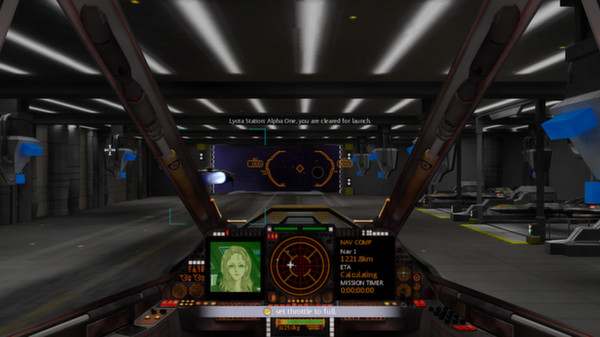 Lyota Station: Alpha One, you are cleared for launch.
NAV COMP
Nav 1
1221.8km
ETA
Calculating
MISSION TIMER
0:00:00:00
set throttle to full.